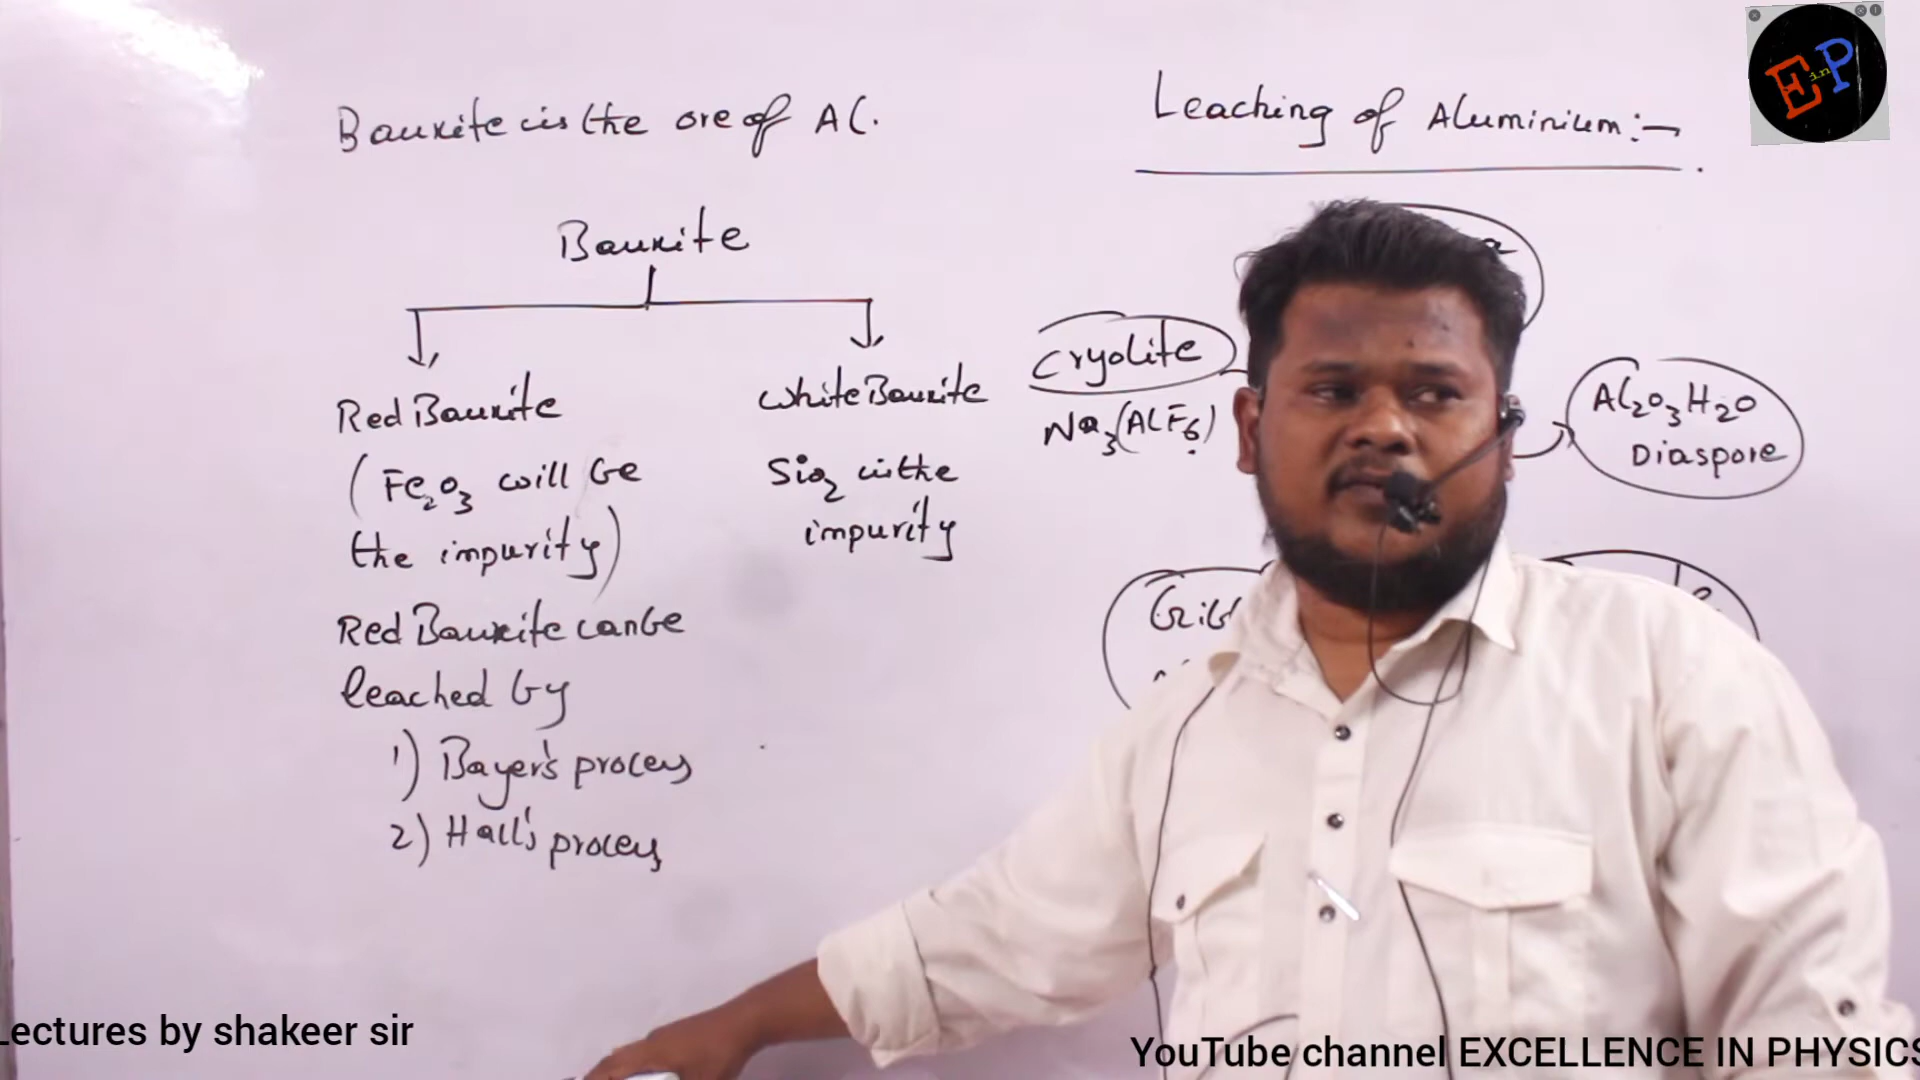 Bauxite is the ore of Al.
Bauxite
Red Bauxite
(Fe2O3 will be
the impurity)
Red Bauxite can be
leached by
1) Bayer's process
2) Hall's process
White Bauxite
SiO2 is the
impurity
Leaching of Aluminium:-
Cryolite
Na3(AlF6)
Al2O3H2O
Diaspore
E in P
Lectures by shakeer sir
YouTube channel EXCELLENCE IN PHYSICS